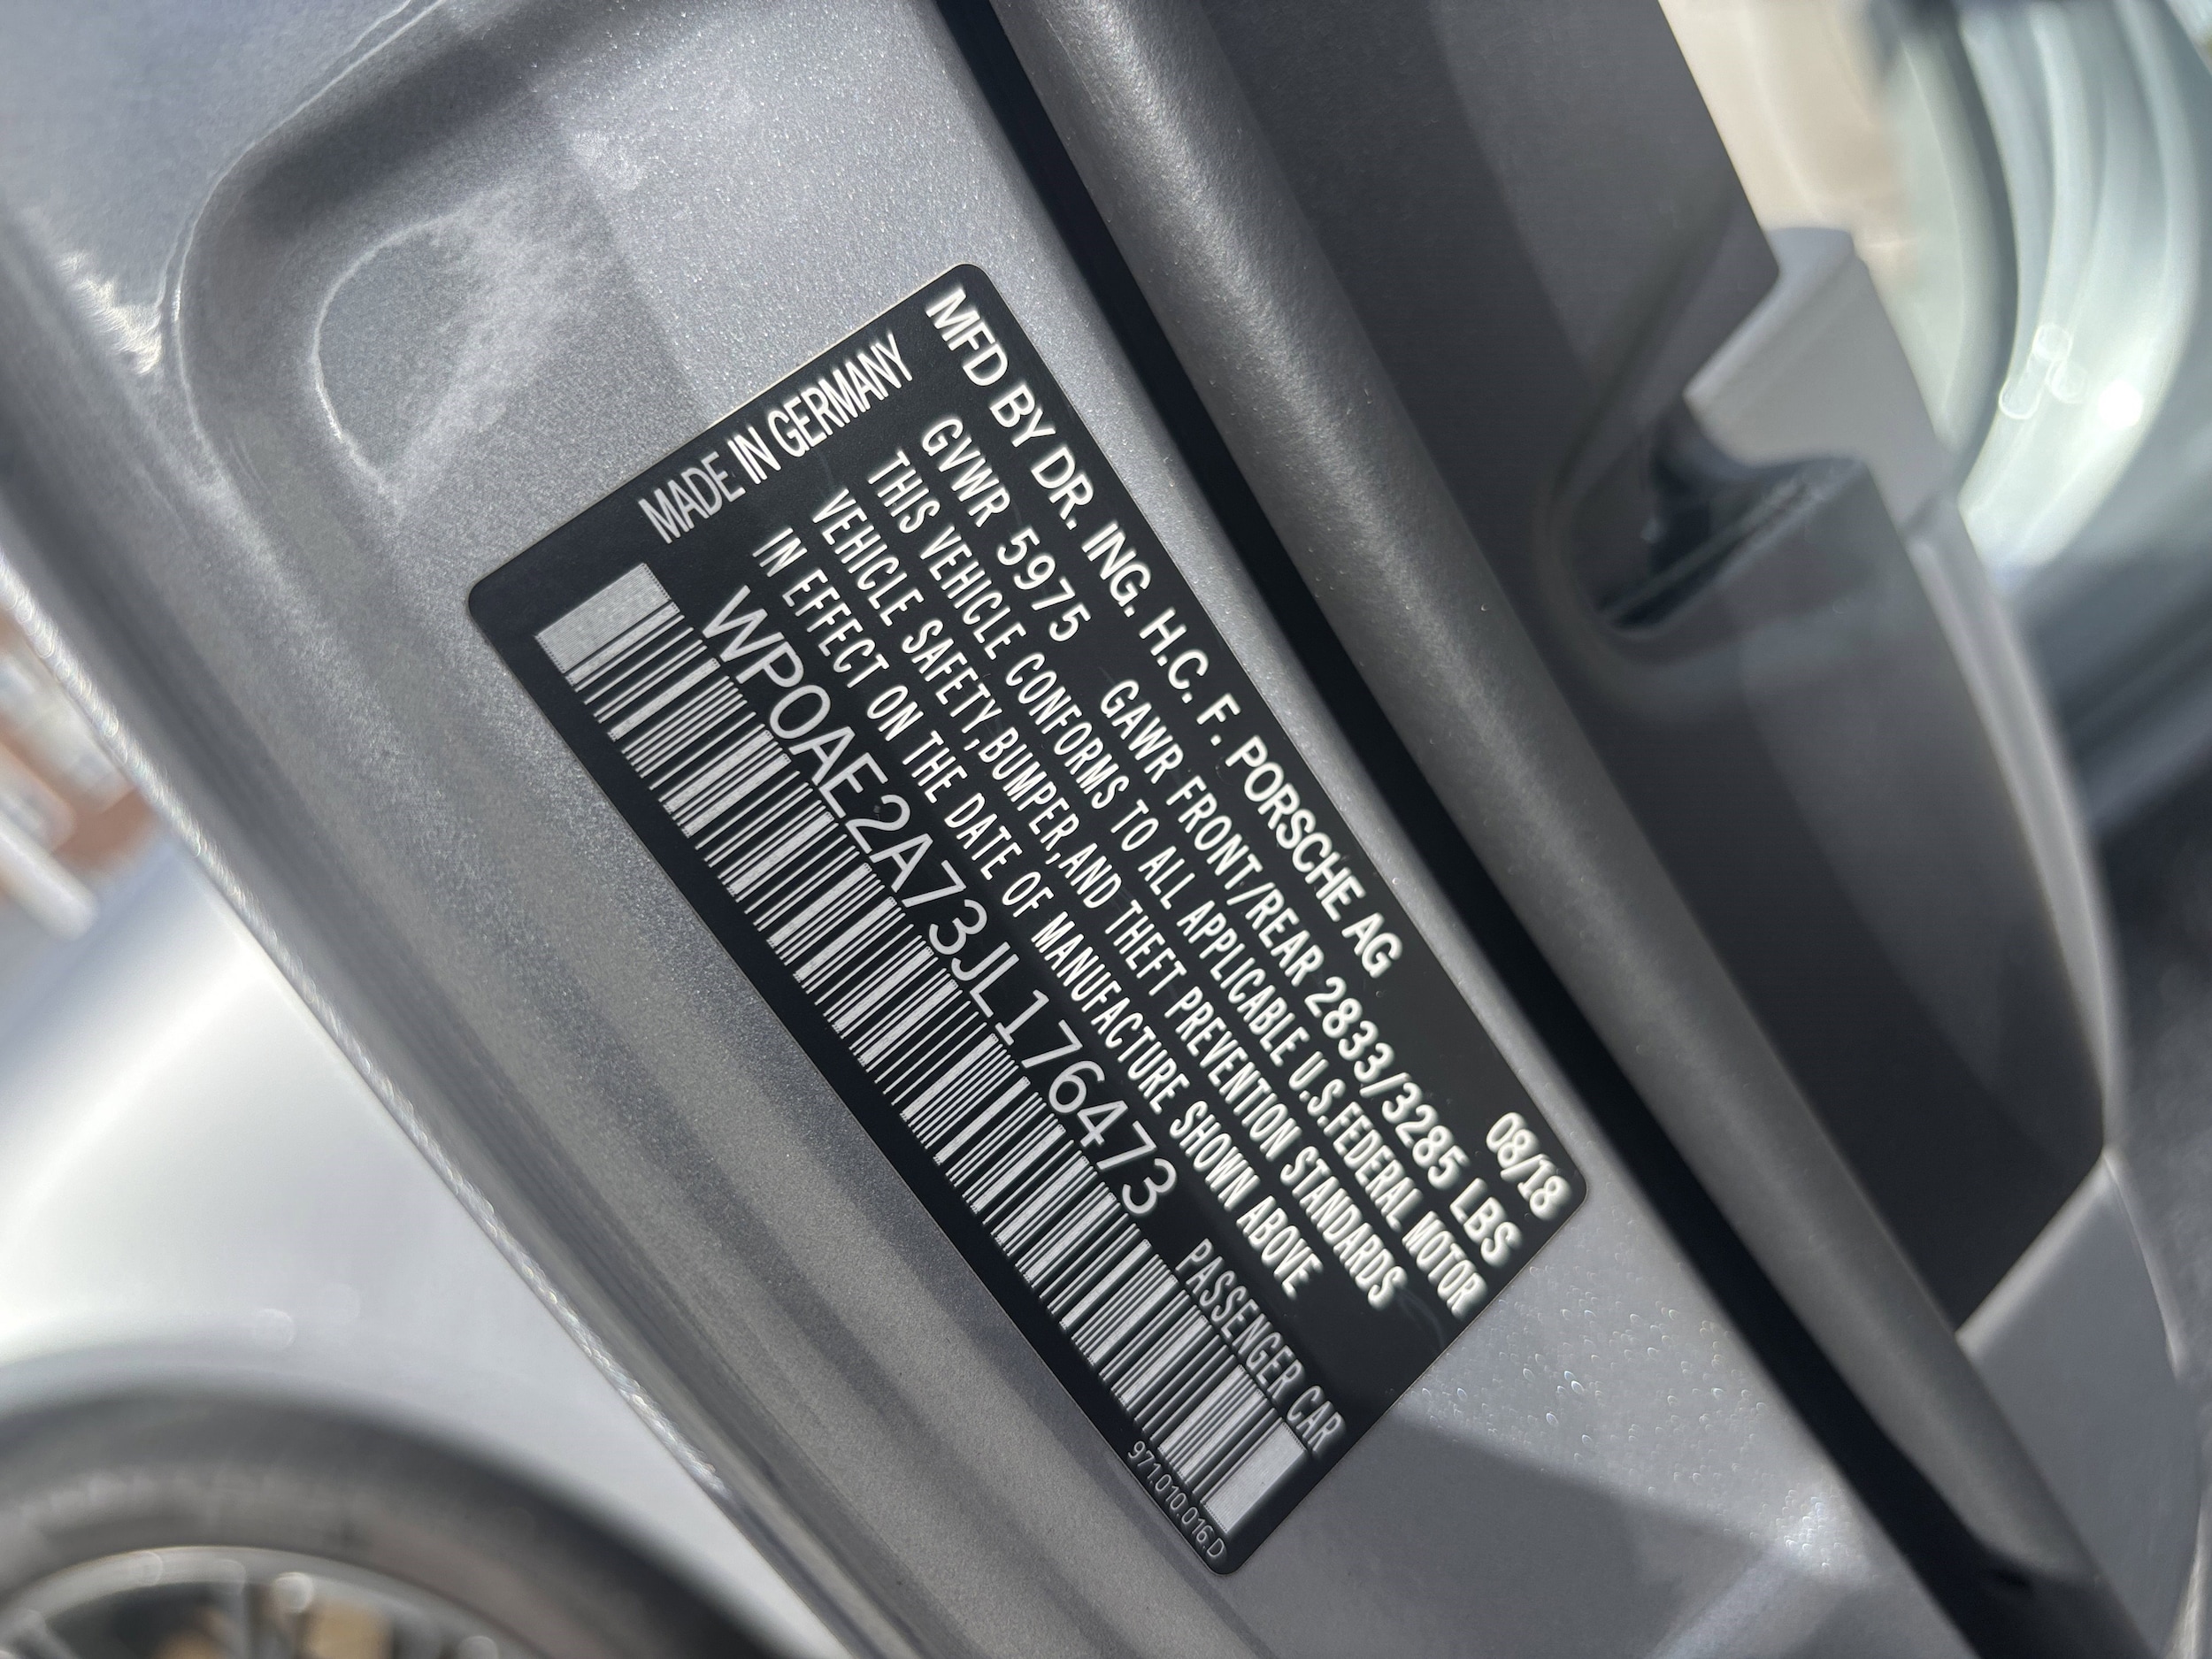 MFD BY DR. ING. H.C. F. PORSCHE AG 08/18
MADE IN GERMANY
GVWR 5975 GAWR FRONT/REAR 2833/3285 LBS
THIS VEHICLE CONFORMS TO ALL APPLICABLE U.S.FEDERAL MOTOR
VEHICLE SAFETY, BUMPER, AND THEFT PREVENTION STANDARDS
IN EFFECT ON THE DATE OF MANUFACTURE SHOWN ABOVE
WP0AE2A73JL176473 PASSENGER CAR
971.010.016.D